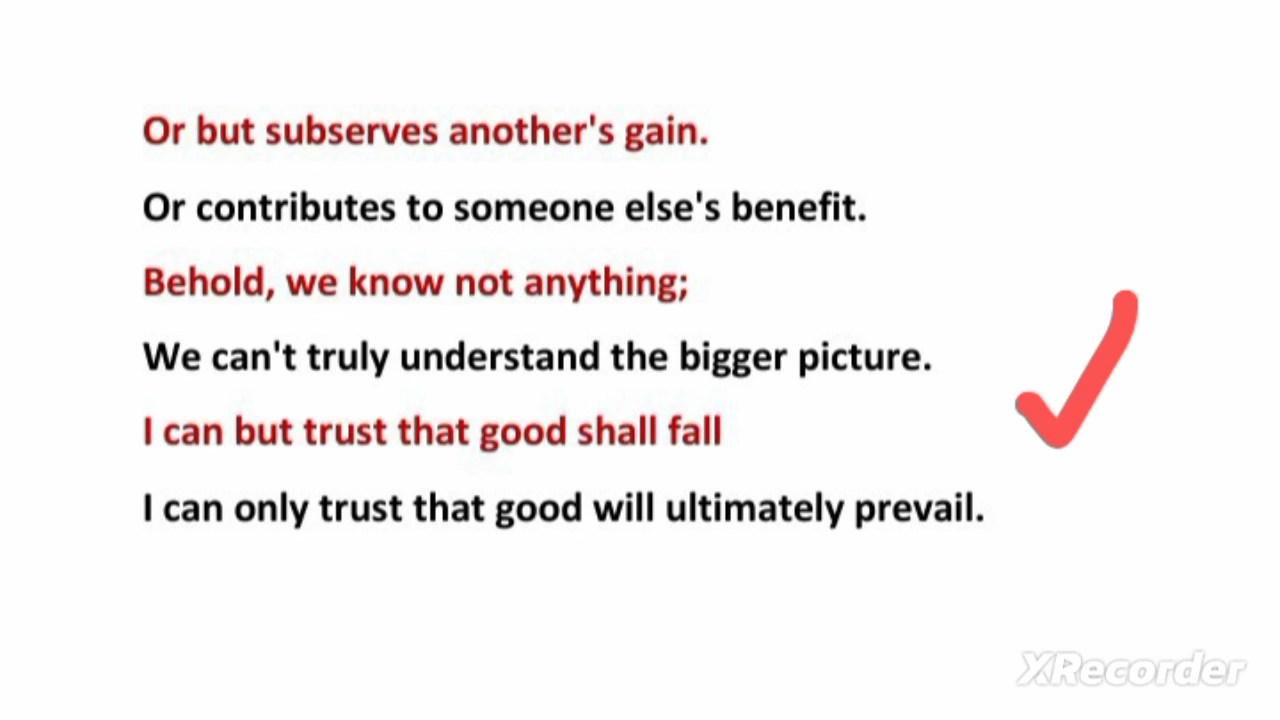 Or but subserves another's gain.
Or contributes to someone else's benefit.
Behold, we know not anything;
We can't truly understand the bigger picture.
I can but trust that good shall fall
I can only trust that good will ultimately prevail.
XRecorder